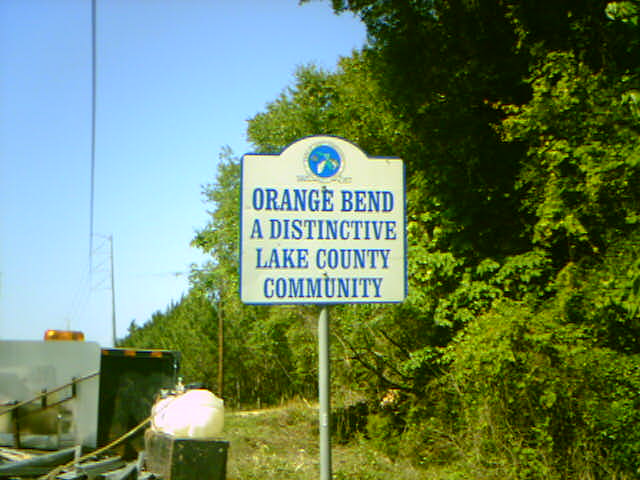 ORANGE BEND
A DISTINCTIVE
LAKE COUNTY
COMMUNITY